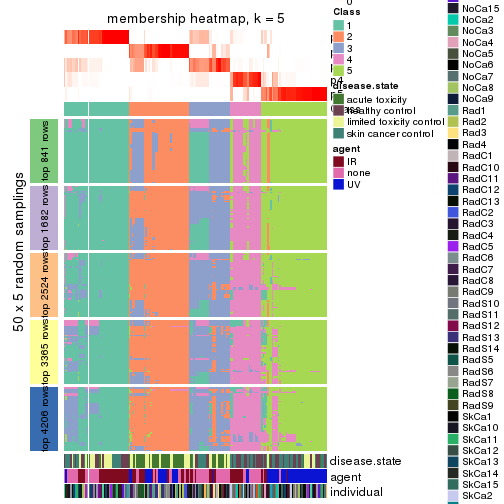 membership heatmap, k = 5
50 x 5 random samplings
top 841 rows
top 1682 rows
top 2524 rows
top 3365 rows
top 4206 rows
disease.state
agent
individual
Class
1
2
3
4
5
disease.state
acute toxicity
healthy control
limited toxicity control
skin cancer control
agent
IR
none
UV
NoCa15
NoCa2
NoCa3
NoCa4
NoCa5
NoCa6
NoCa7
NoCa8
NoCa9
Rad1
Rad2
Rad3
Rad4
RadC1
RadC10
RadC11
RadC12
RadC13
RadC2
RadC3
RadC4
RadC5
RadC6
RadC7
RadC8
RadC9
RadS10
RadS11
RadS12
RadS13
RadS14
RadS5
RadS6
RadS7
RadS8
RadS9
SkCa1
SkCa10
SkCa11
SkCa12
SkCa13
SkCa14
SkCa15